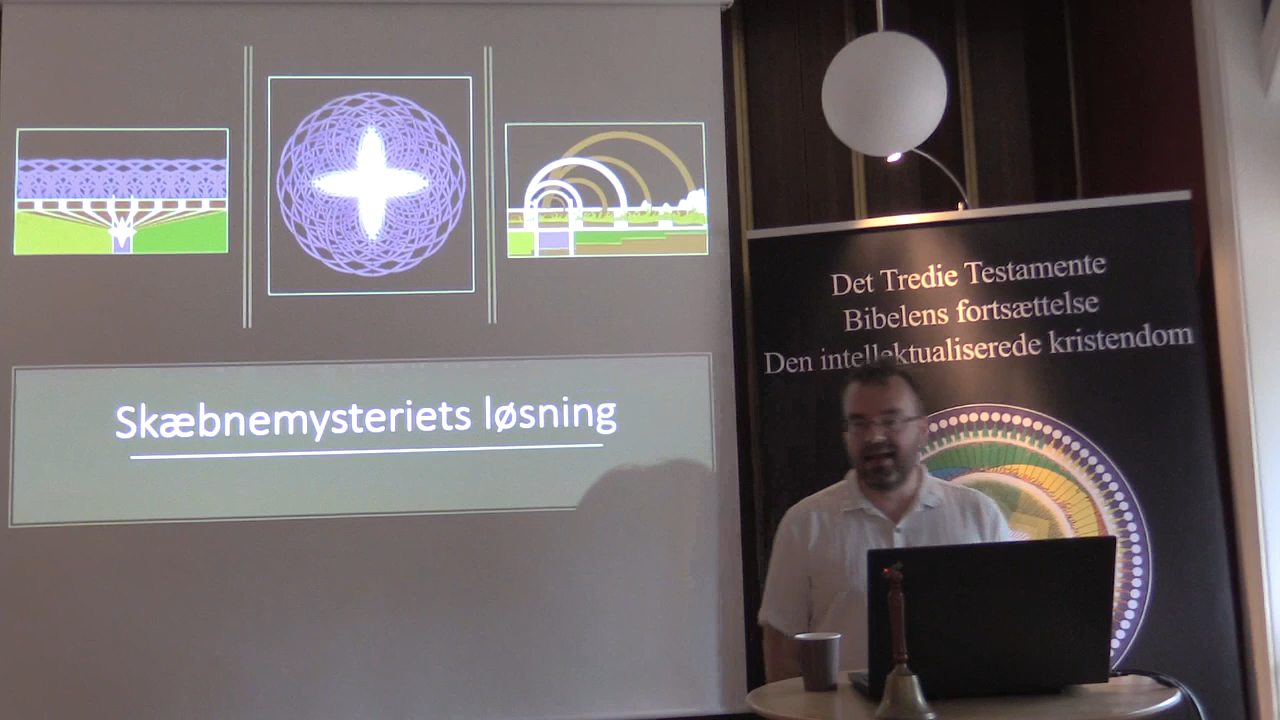 Skæbnemysteriets løsning
Det Tredie Testamente
Bibelens fortsættelse
Den intellektualiserede kristendom